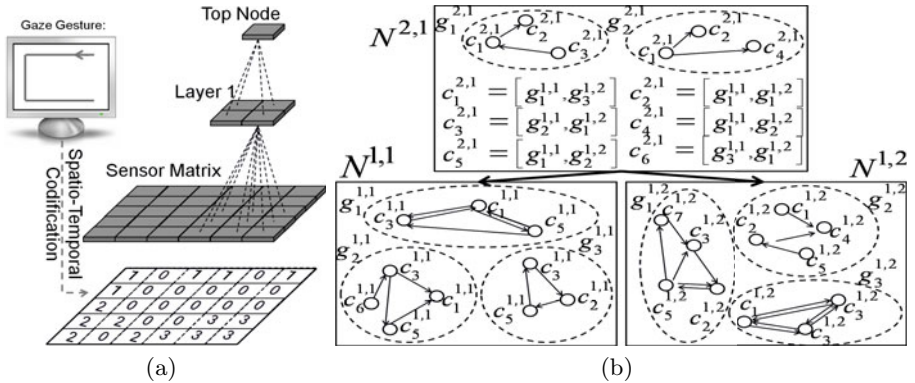 Gaze Gesture:
Top Node
Layer 1
Sensor Matrix
Spatio-Temporal
Codification
1 0 1 1 0 1
1 0 0 0 0 0
2 0 0 0 0 0
2 2 0 0 3 3
2 0 2 3 3 3
(a)
N^{2,1}
g_1^{2,1} c_1^{2,1} c_2^{2,1} c_3^{2,1}
g_2^{2,1} c_1^{2,1} c_2^{2,1} c_4^{2,1}
c_1^{2,1} = [g_1^{1,1}, g_3^{1,2}] c_2^{2,1} = [g_1^{1,1}, g_1^{1,2}]
c_3^{2,1} = [g_2^{1,1}, g_1^{1,2}] c_4^{2,1} = [g_1^{1,1}, g_2^{1,2}]
c_5^{2,1} = [g_1^{1,1}, g_2^{1,2}] c_6^{2,1} = [g_3^{1,1}, g_1^{1,2}]
N^{1,1}
g_1^{1,1} c_3^{1,1} c_1^{1,1} c_5^{1,1}
g_2^{1,1} c_3^{1,1} c_6^{1,1} c_1^{1,1} c_5^{1,1}
g_3^{1,1} c_3^{1,1} c_5^{1,1} c_2^{1,1}
N^{1,2}
g_1^{1,2} c_7^{1,2} c_3^{1,2} c_5^{1,2} c_2^{1,2}
g_2^{1,2} c_1^{1,2} c_2^{1,2} c_4^{1,2} c_5^{1,2}
g_3^{1,2} c_1^{1,2} c_3^{1,2} c_3^{1,2}
(b)